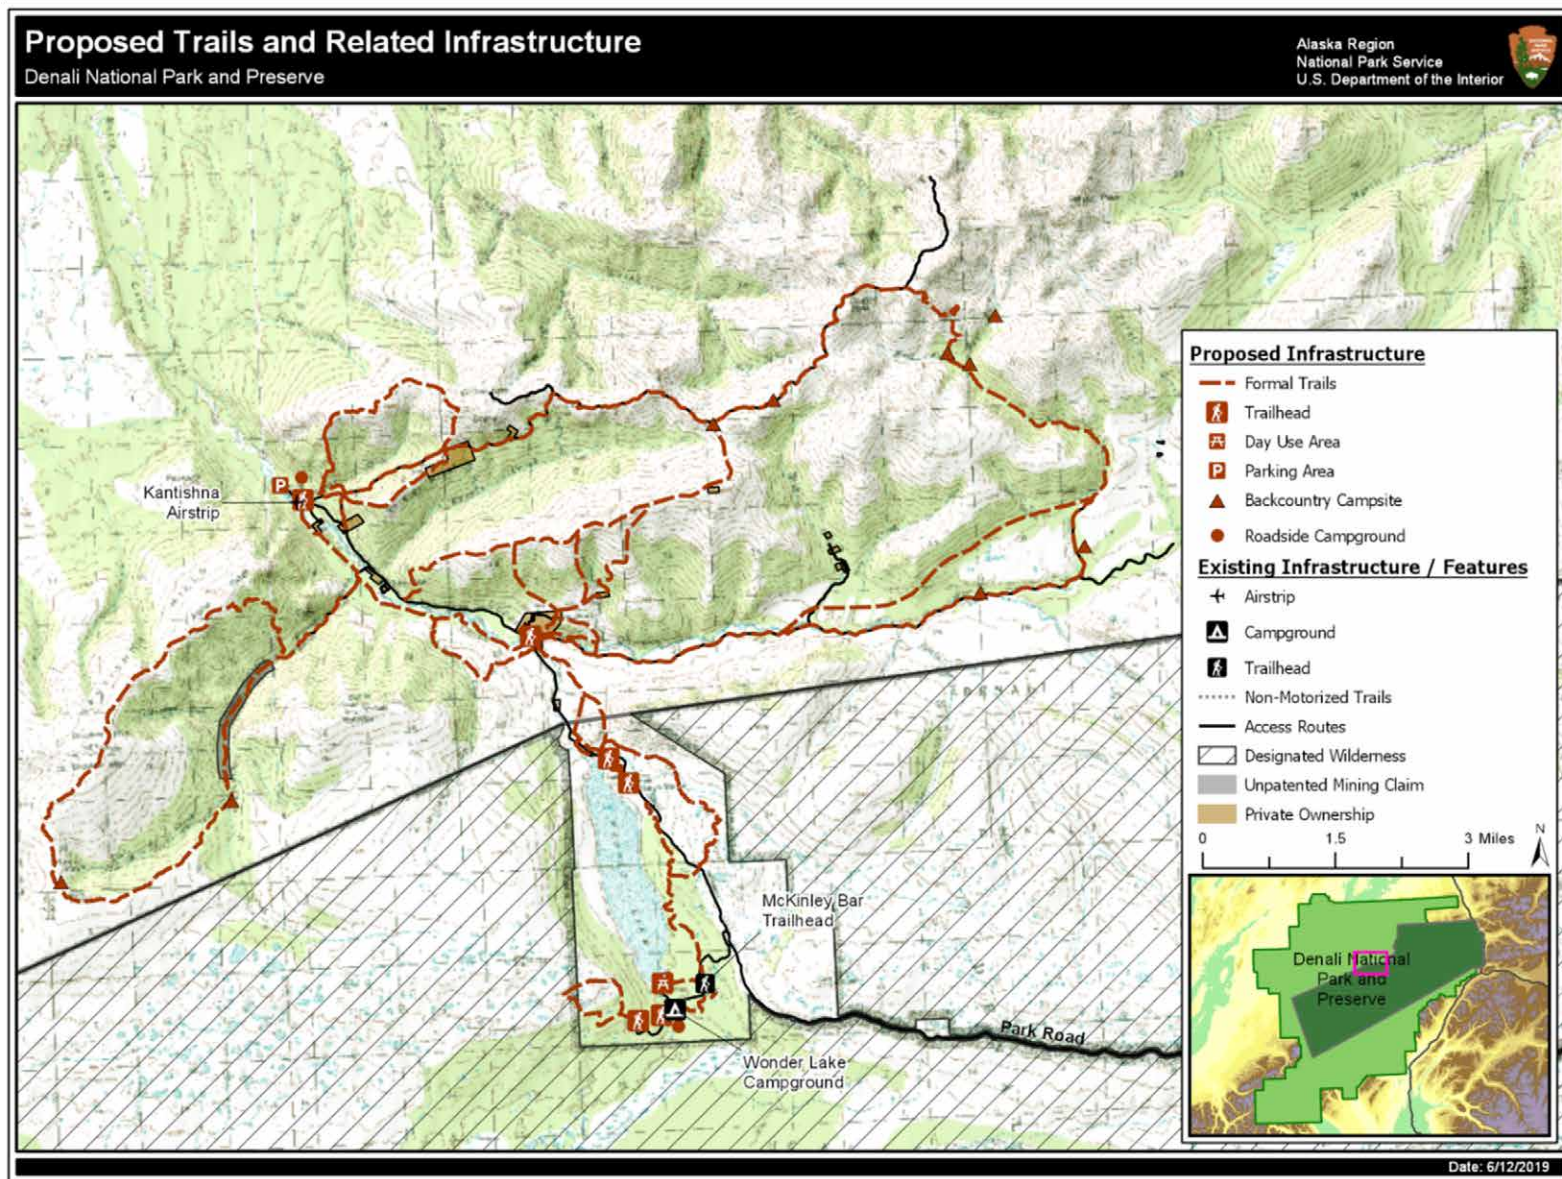 Proposed Trails and Related Infrastructure
Denali National Park and Preserve
Alaska Region
National Park Service
U.S. Department of the Interior
Kantishna
Airstrip
Proposed Infrastructure
Formal Trails
Trailhead
Day Use Area
P Parking Area
Backcountry Campsite
Roadside Campground
Existing Infrastructure / Features
Airstrip
Campground
Trailhead
Non-Motorized Trails
Access Routes
Designated Wilderness
Unpatented Mining Claim
Private Ownership
0 1.5 3 Miles
N
P
McKinley Bar
Trailhead
Wonder Lake
Campground
Park Road
Denali National
Park and
Preserve
Date: 6/12/2019